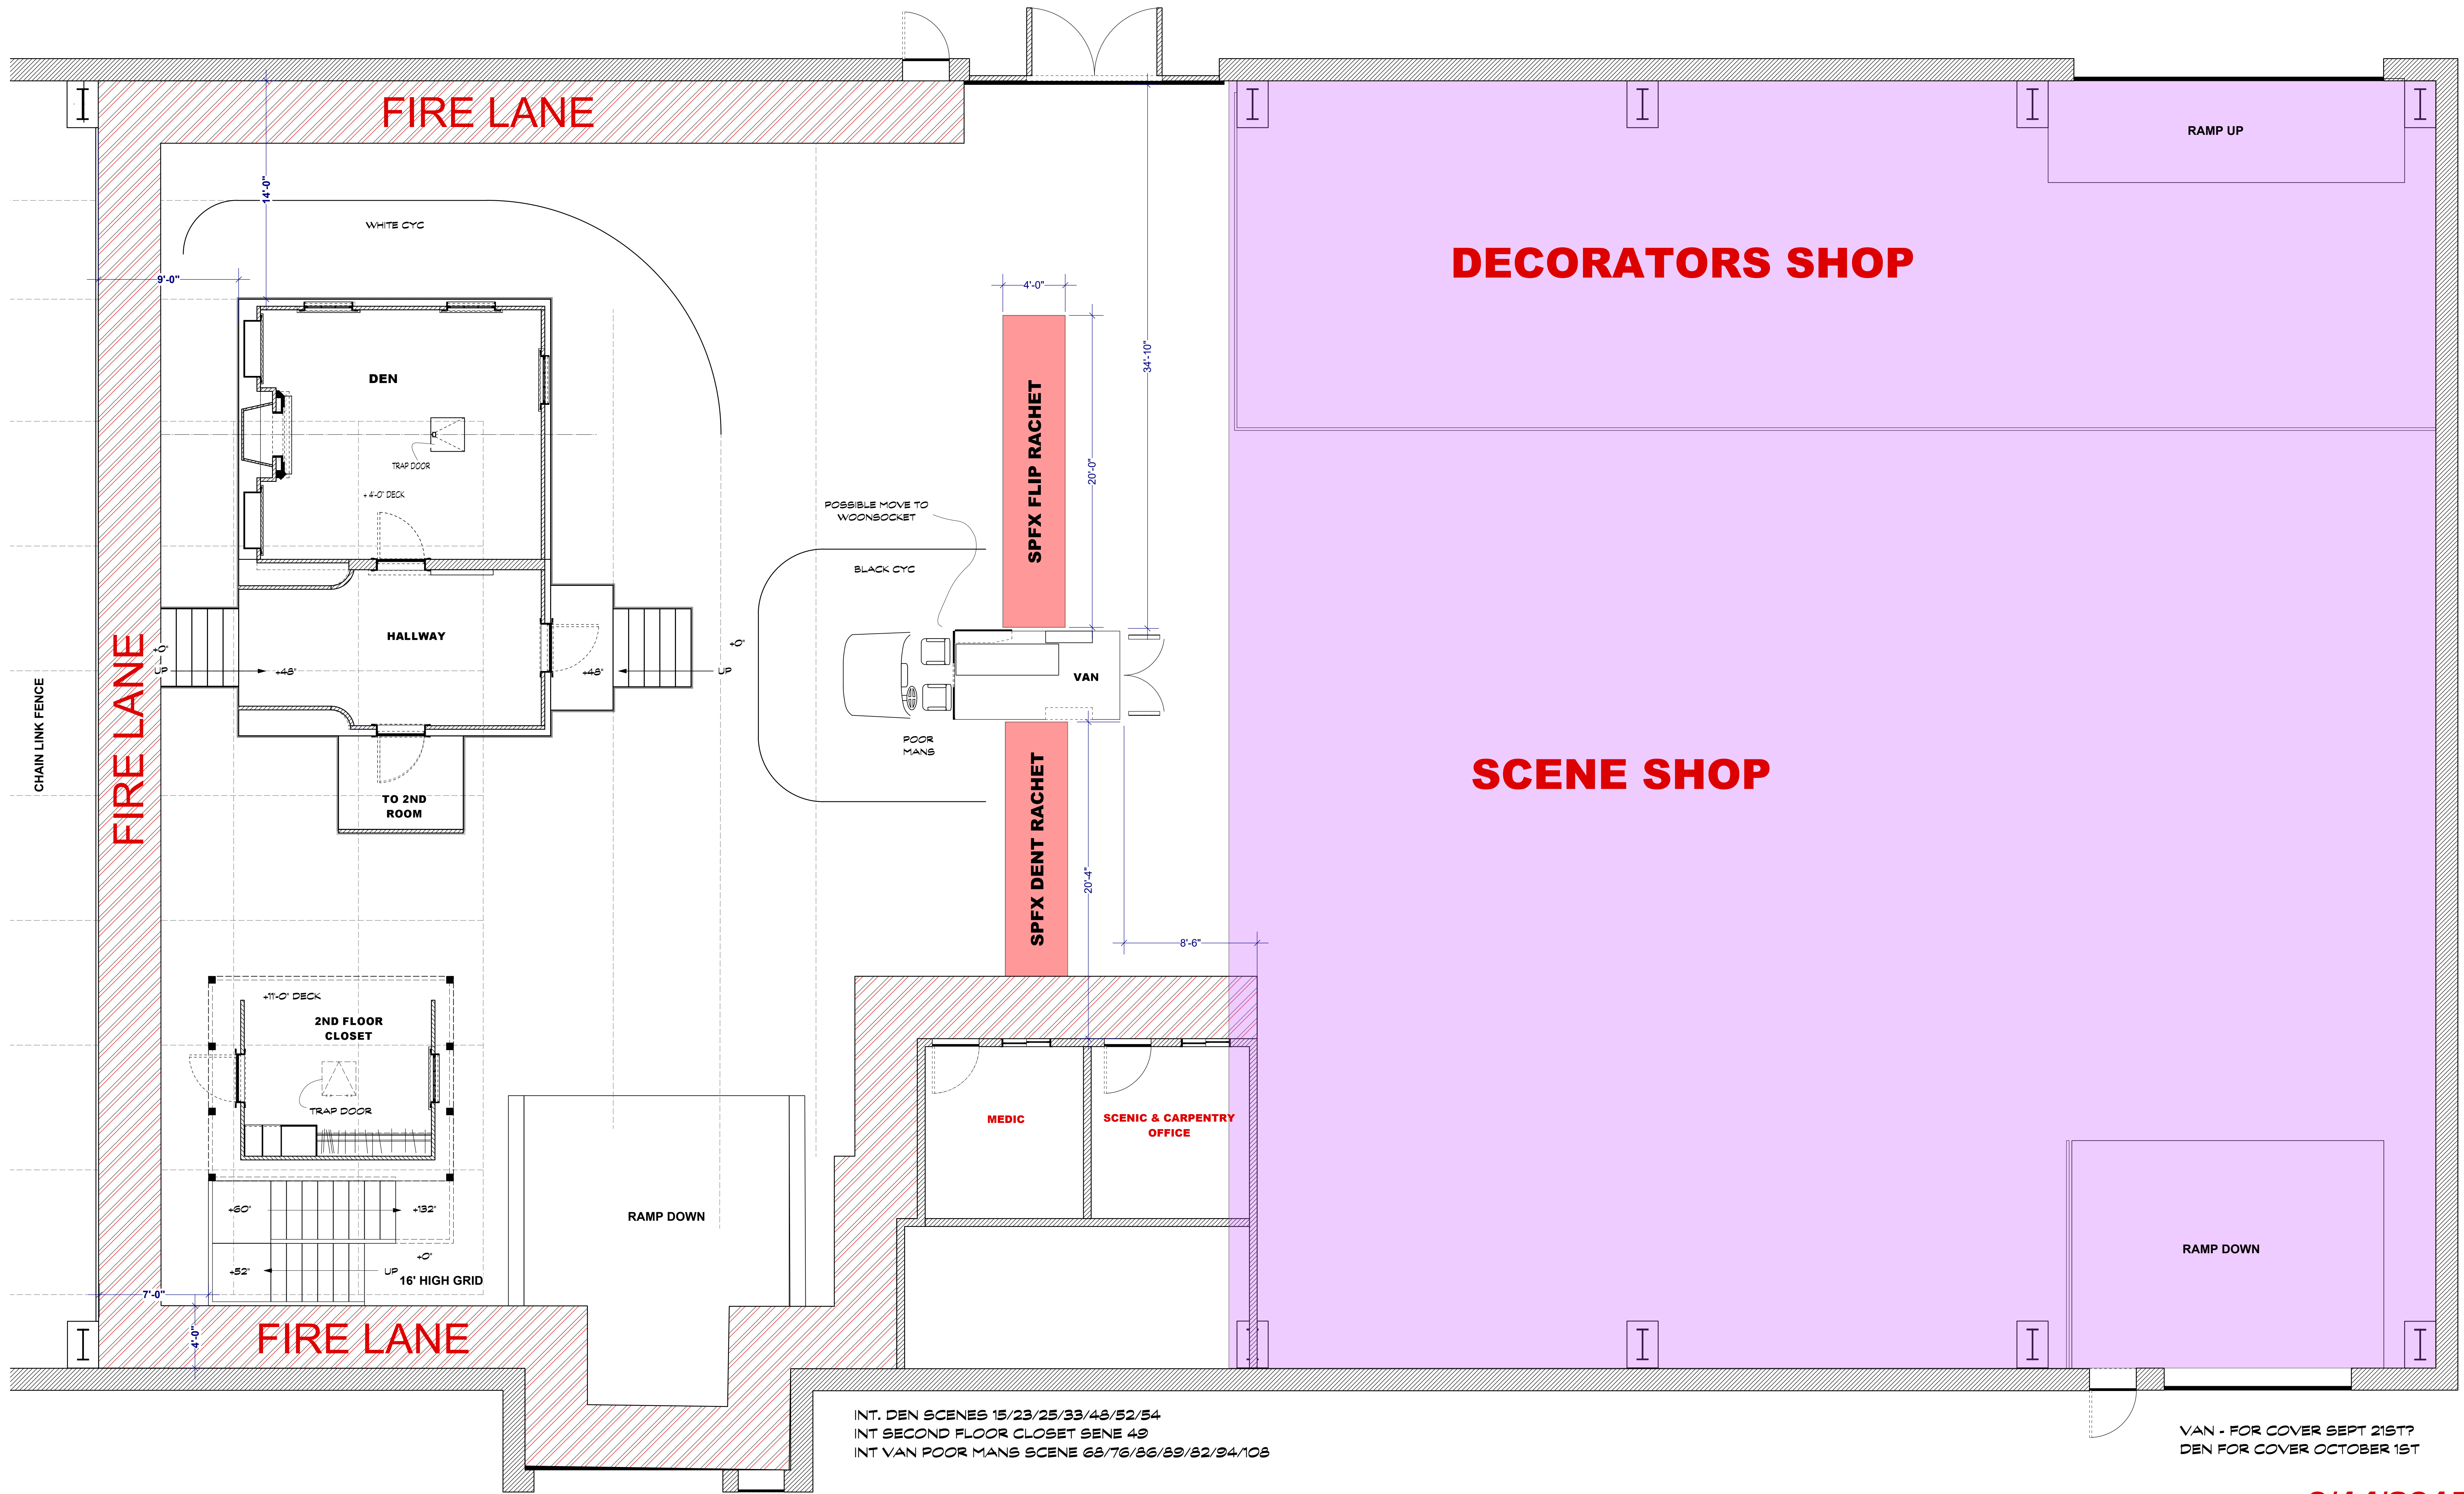 FIRE LANE
RAMP UP
14'-0"
WHITE CYC
DECORATORS SHOP
9'-0"
4'-0"
34'-10"
DEN
SPFX FLIP RACHET
TRAP DOOR
20'-0"
+ 4'-0" DECK
POSSIBLE MOVE TO
WOONSOCKET
BLACK CYC
HALLWAY
+0"
+0"
UP
+48"
+48"
UP
VAN
CHAIN LINK FENCE
FIRE LANE
POOR
MANS
SCENE SHOP
TO 2ND
ROOM
SPFX DENT RACHET
20'-4"
8'-6"
+11'-0" DECK
2ND FLOOR
CLOSET
TRAP DOOR
MEDIC
SCENIC & CARPENTRY
OFFICE
+60"
+132"
RAMP DOWN
+0"
+52"
UP
16' HIGH GRID
RAMP DOWN
7'-0"
4'-0"
FIRE LANE
INT. DEN SCENES 15/23/25/33/48/52/54
INT SECOND FLOOR CLOSET SENE 49
INT VAN POOR MANS SCENE 68/76/86/89/82/94/108
VAN - FOR COVER SEPT 21ST?
DEN FOR COVER OCTOBER 1ST